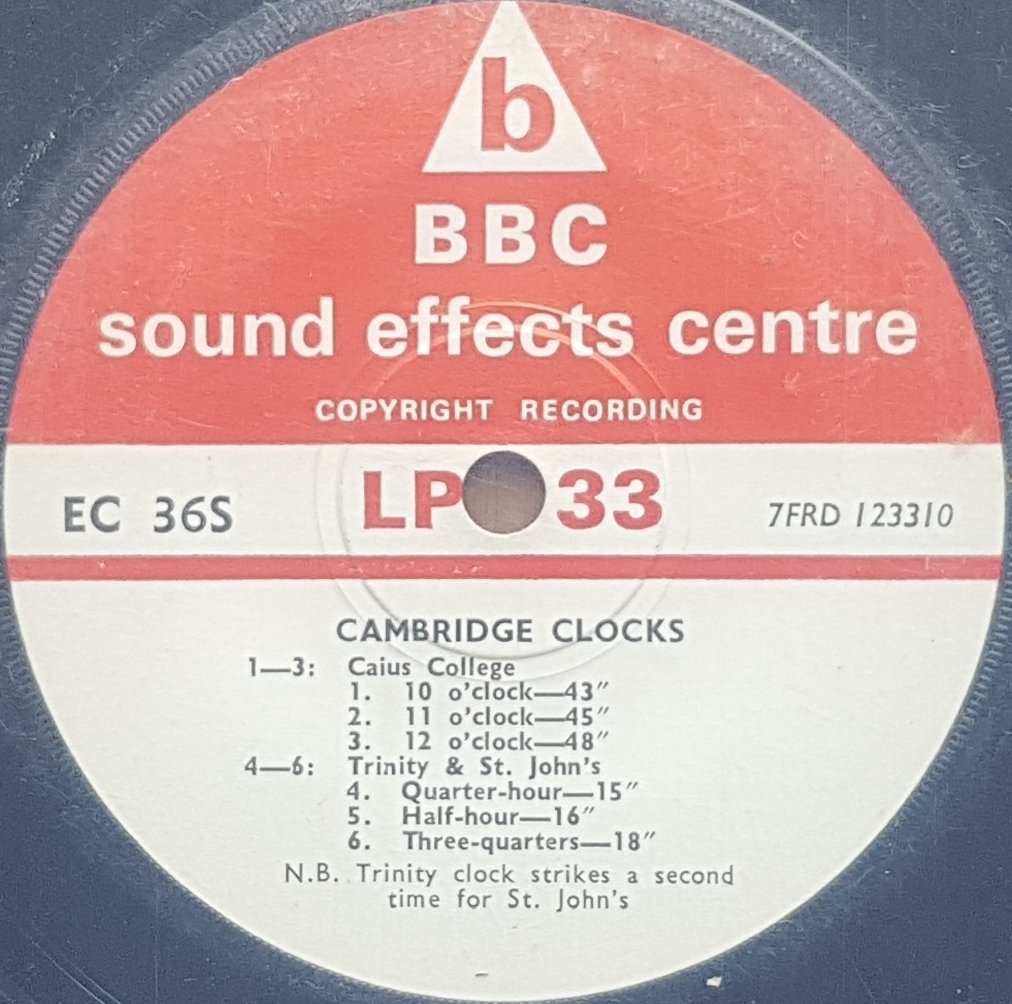 b
BBC
sound effects centre
COPYRIGHT RECORDING
EC 36S LP 33 7FRD 123310
CAMBRIDGE CLOCKS
1—3: Caius College
1. 10 o'clock—43″
2. 11 o'clock—45″
3. 12 o'clock—48″
4—6: Trinity & St. John's
4. Quarter-hour—15″
5. Half-hour—16″
6. Three-quarters—18″
N.B. Trinity clock strikes a second
time for St. John's